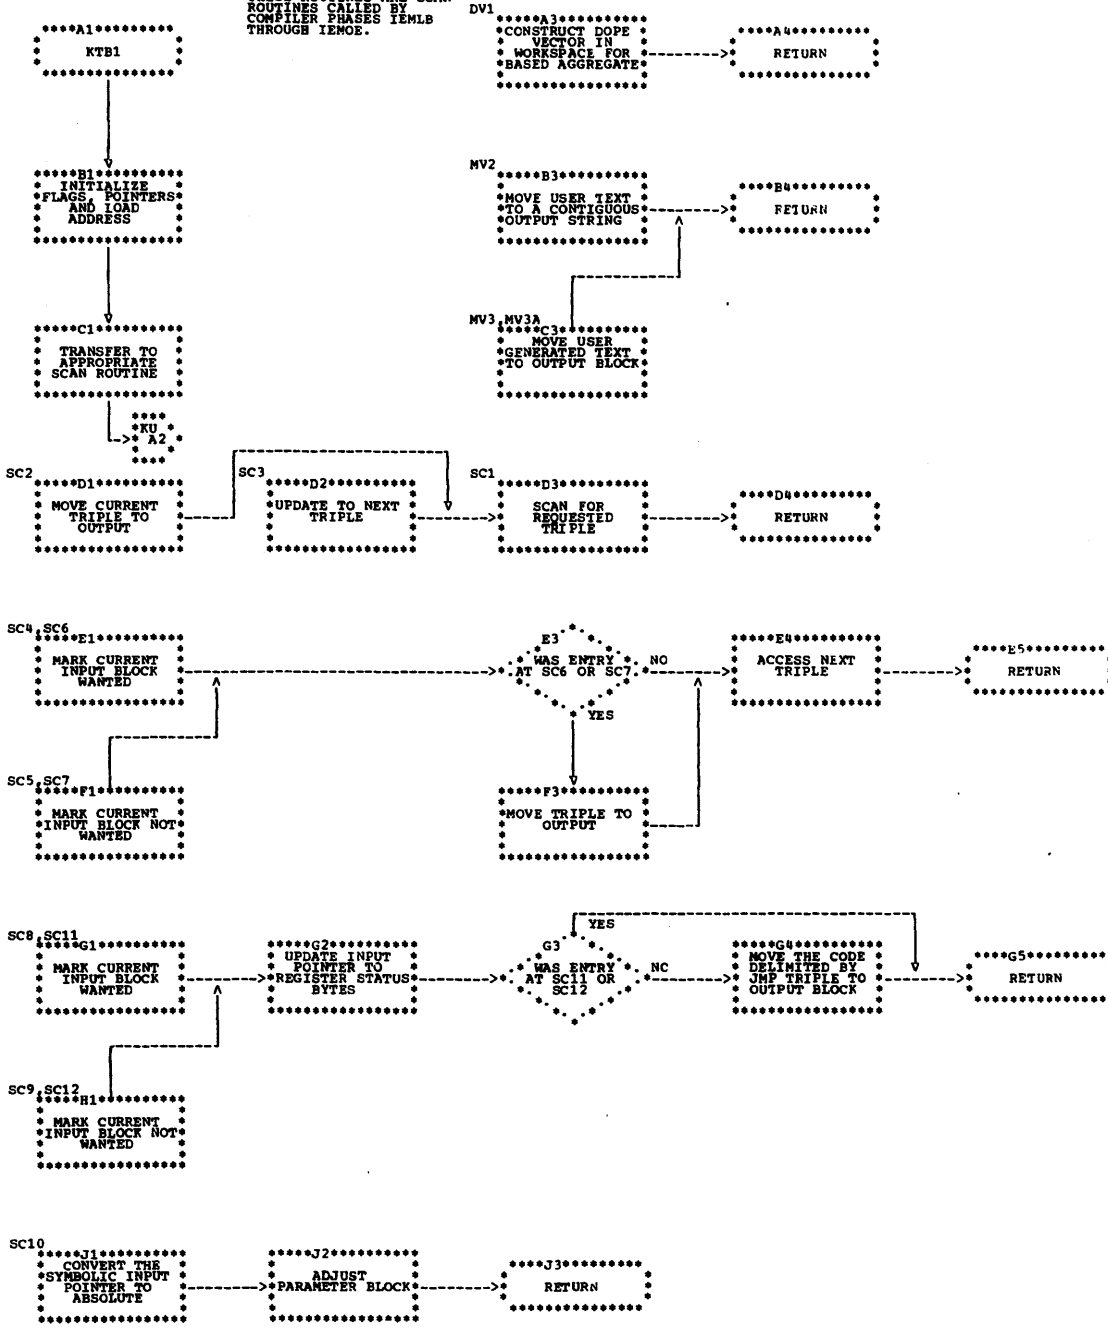 ROUTINES CALLED BY
COMPILER PHASES IEMLB
THROUGH IEMOE.
A1
KTB1
DV1
A3
CONSTRUCT DOPE
VECTOR IN
WORKSPACE FOR
BASED AGGREGATE
A4
RETURN
B1
INITIALIZE
FLAGS, POINTERS
AND LOAD
ADDRESS
MV2
B3
MOVE USER TEXT
TO A CONTIGUOUS
OUTPUT STRING
B4
RETURN
C1
TRANSFER TO
APPROPRIATE
SCAN ROUTINE
MV3,MV3A
C3
MOVE USER
GENERATED TEXT
TO OUTPUT BLOCK
KU
A2
SC2
D1
MOVE CURRENT
TRIPLE TO
OUTPUT
SC3
D2
UPDATE TO NEXT
TRIPLE
SC1
D3
SCAN FOR
REQUESTED
TRIPLE
D4
RETURN
SC4,SC6
E1
MARK CURRENT
INPUT BLOCK
WANTED
E3
WAS ENTRY
AT SC6 OR SC7
NO
YES
E4
ACCESS NEXT
TRIPLE
E5
RETURN
SC5,SC7
F1
MARK CURRENT
INPUT BLOCK NOT
WANTED
F3
MOVE TRIPLE TO
OUTPUT
SC8,SC11
G1
MARK CURRENT
INPUT BLOCK
WANTED
G2
UPDATE INPUT
POINTER TO
REGISTER STATUS
BYTES
YES
G3
WAS ENTRY
AT SC11 OR
SC12
NC
G4
MOVE THE CODE
DELIMITED BY
JMP TRIPLE TO
OUTPUT BLOCK
G5
RETURN
SC9,SC12
H1
MARK CURRENT
INPUT BLOCK NOT
WANTED
SC10
J1
CONVERT THE
SYMBOLIC INPUT
POINTER TO
ABSOLUTE
J2
ADJUST
PARAMETER BLOCK
J3
RETURN